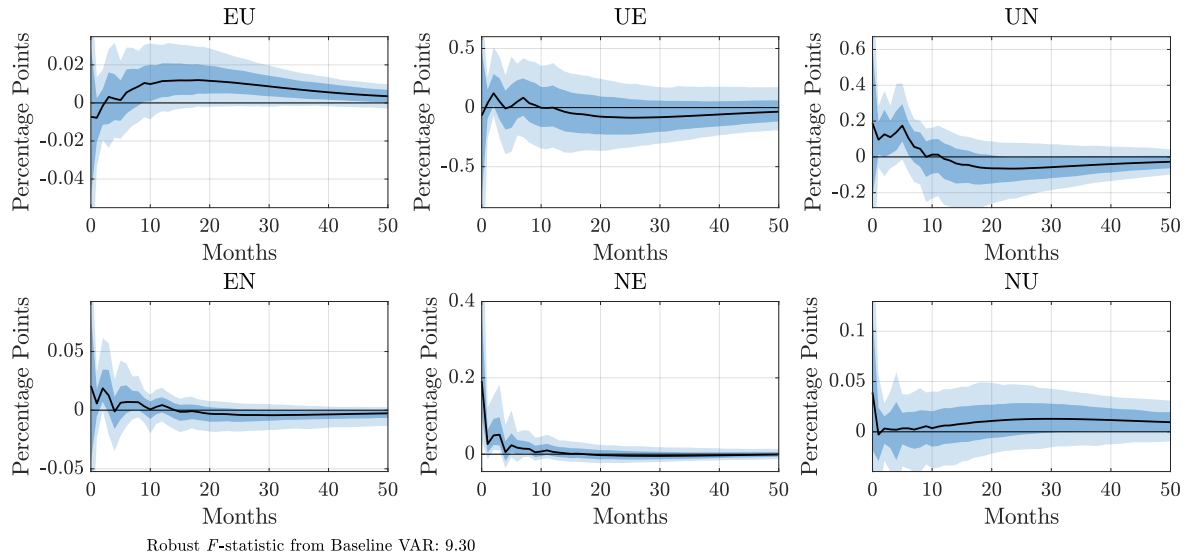 EU
UE
UN
Percentage Points
0.02
0
-0.02
-0.04
0 10 20 30 40 50
Months
Percentage Points
0.5
0
-0.5
0 10 20 30 40 50
Months
Percentage Points
0.6
0.4
0.2
0
-0.2
0 10 20 30 40 50
Months
EN
NE
NU
Percentage Points
0.05
0
-0.05
0 10 20 30 40 50
Months
Percentage Points
0.4
0.2
0
0 10 20 30 40 50
Months
Percentage Points
0.1
0.05
0
0 10 20 30 40 50
Months
Robust F-statistic from Baseline VAR: 9.30